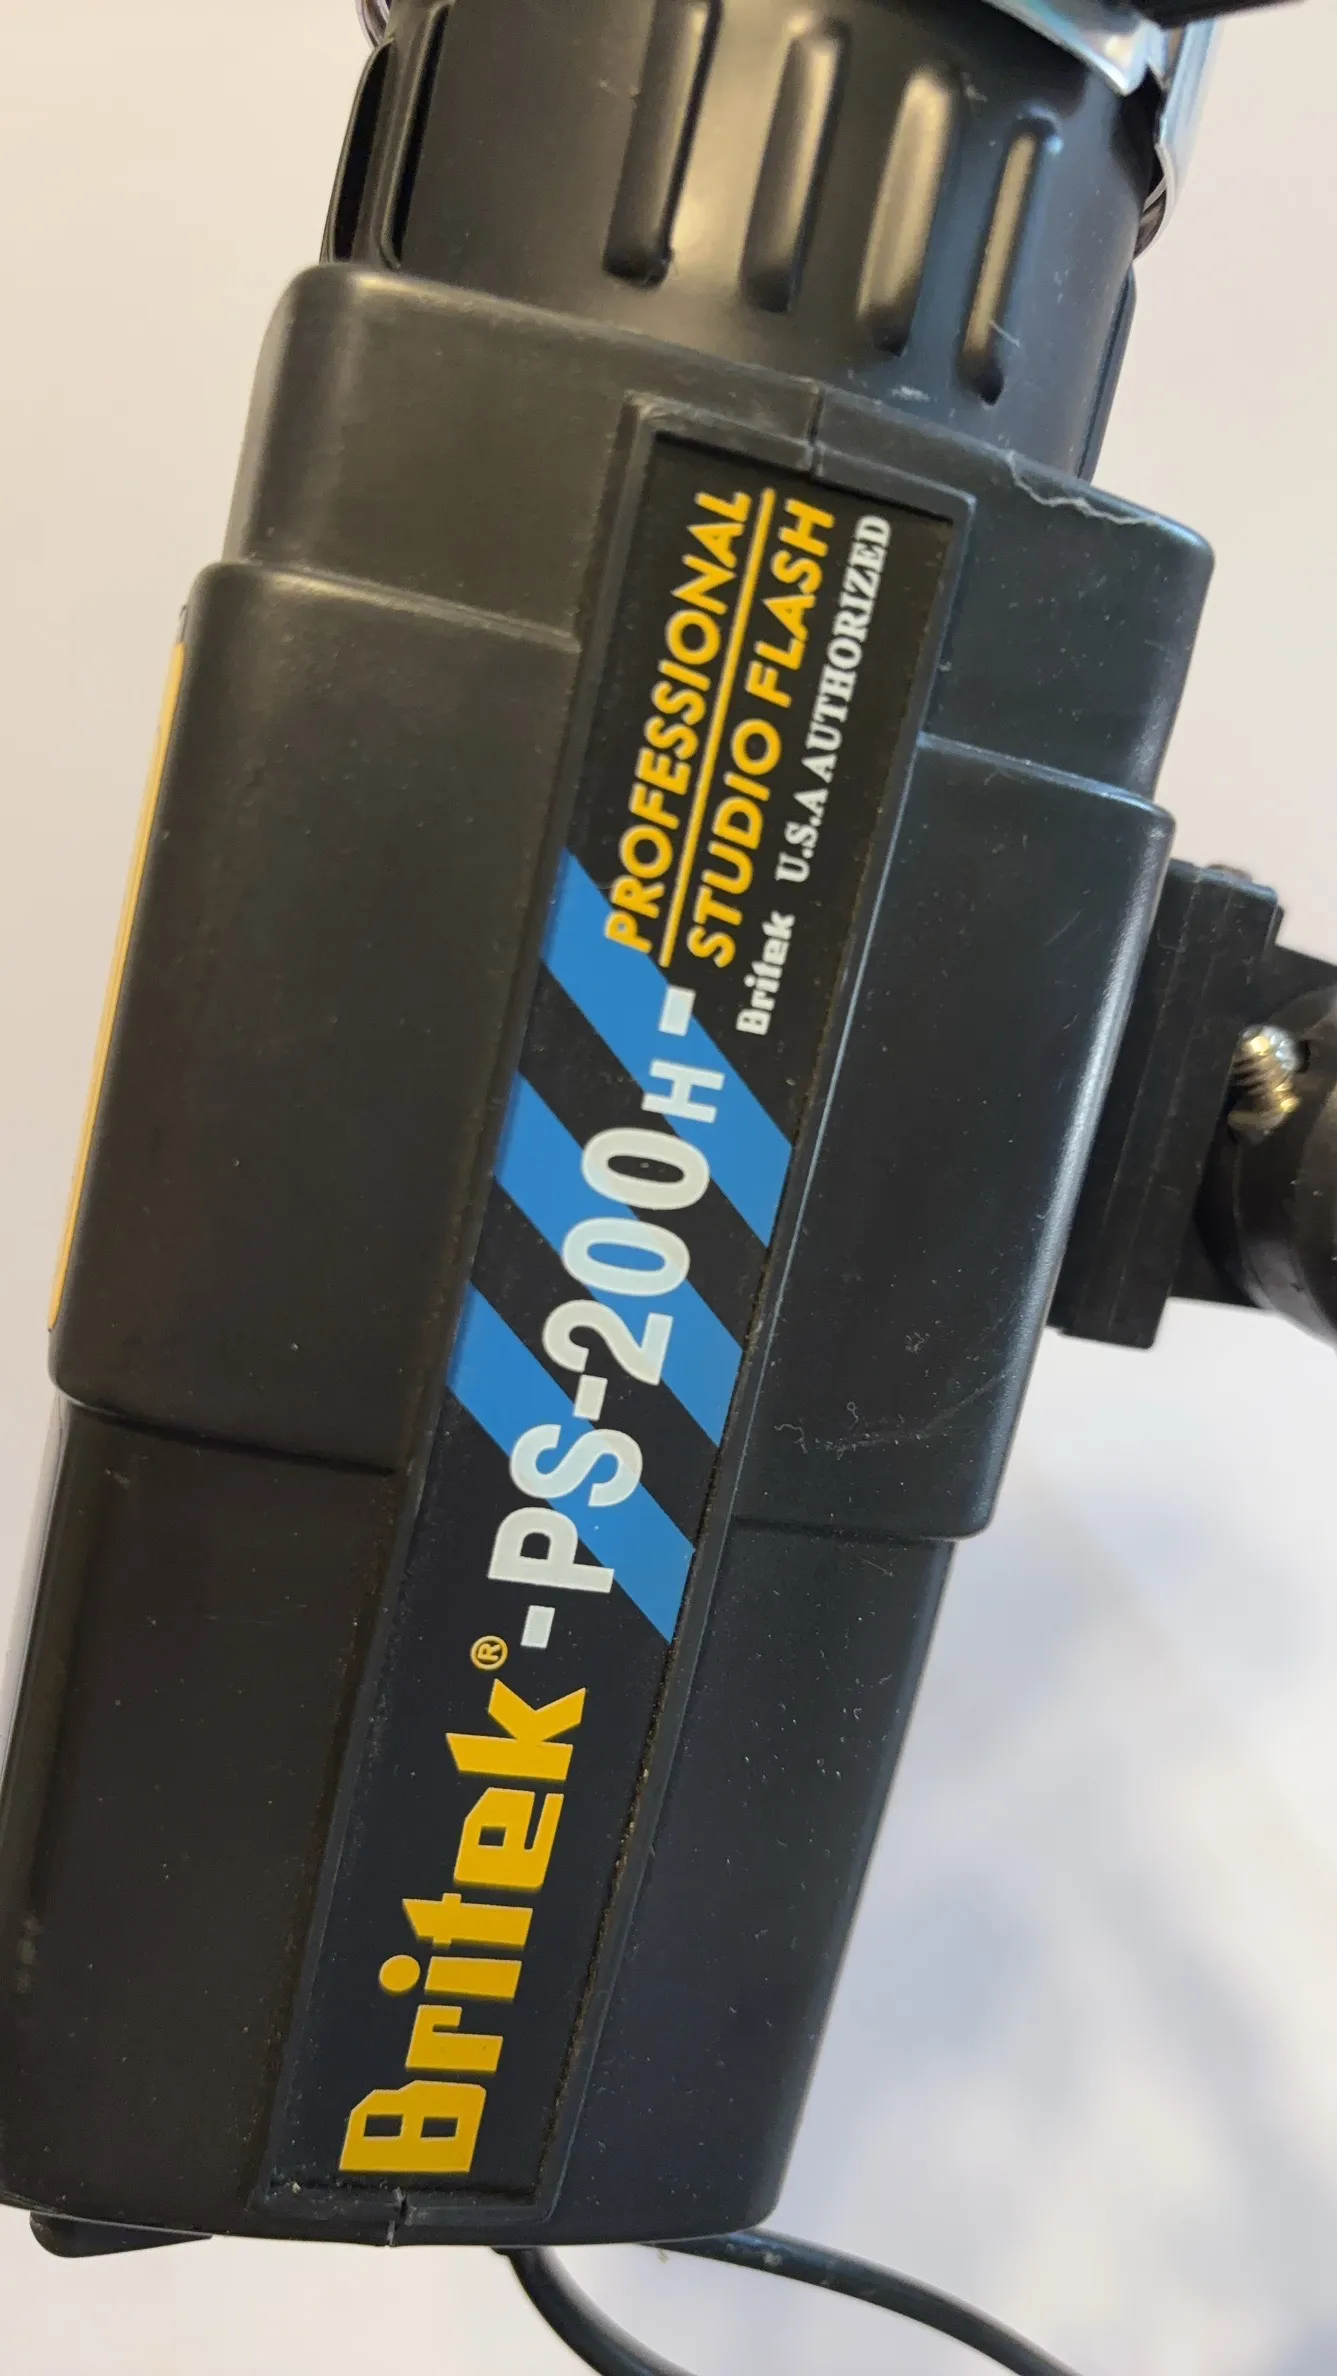 Britek® -PS-200H-
PROFESSIONAL
STUDIO FLASH
Britek U.S.A AUTHORIZED